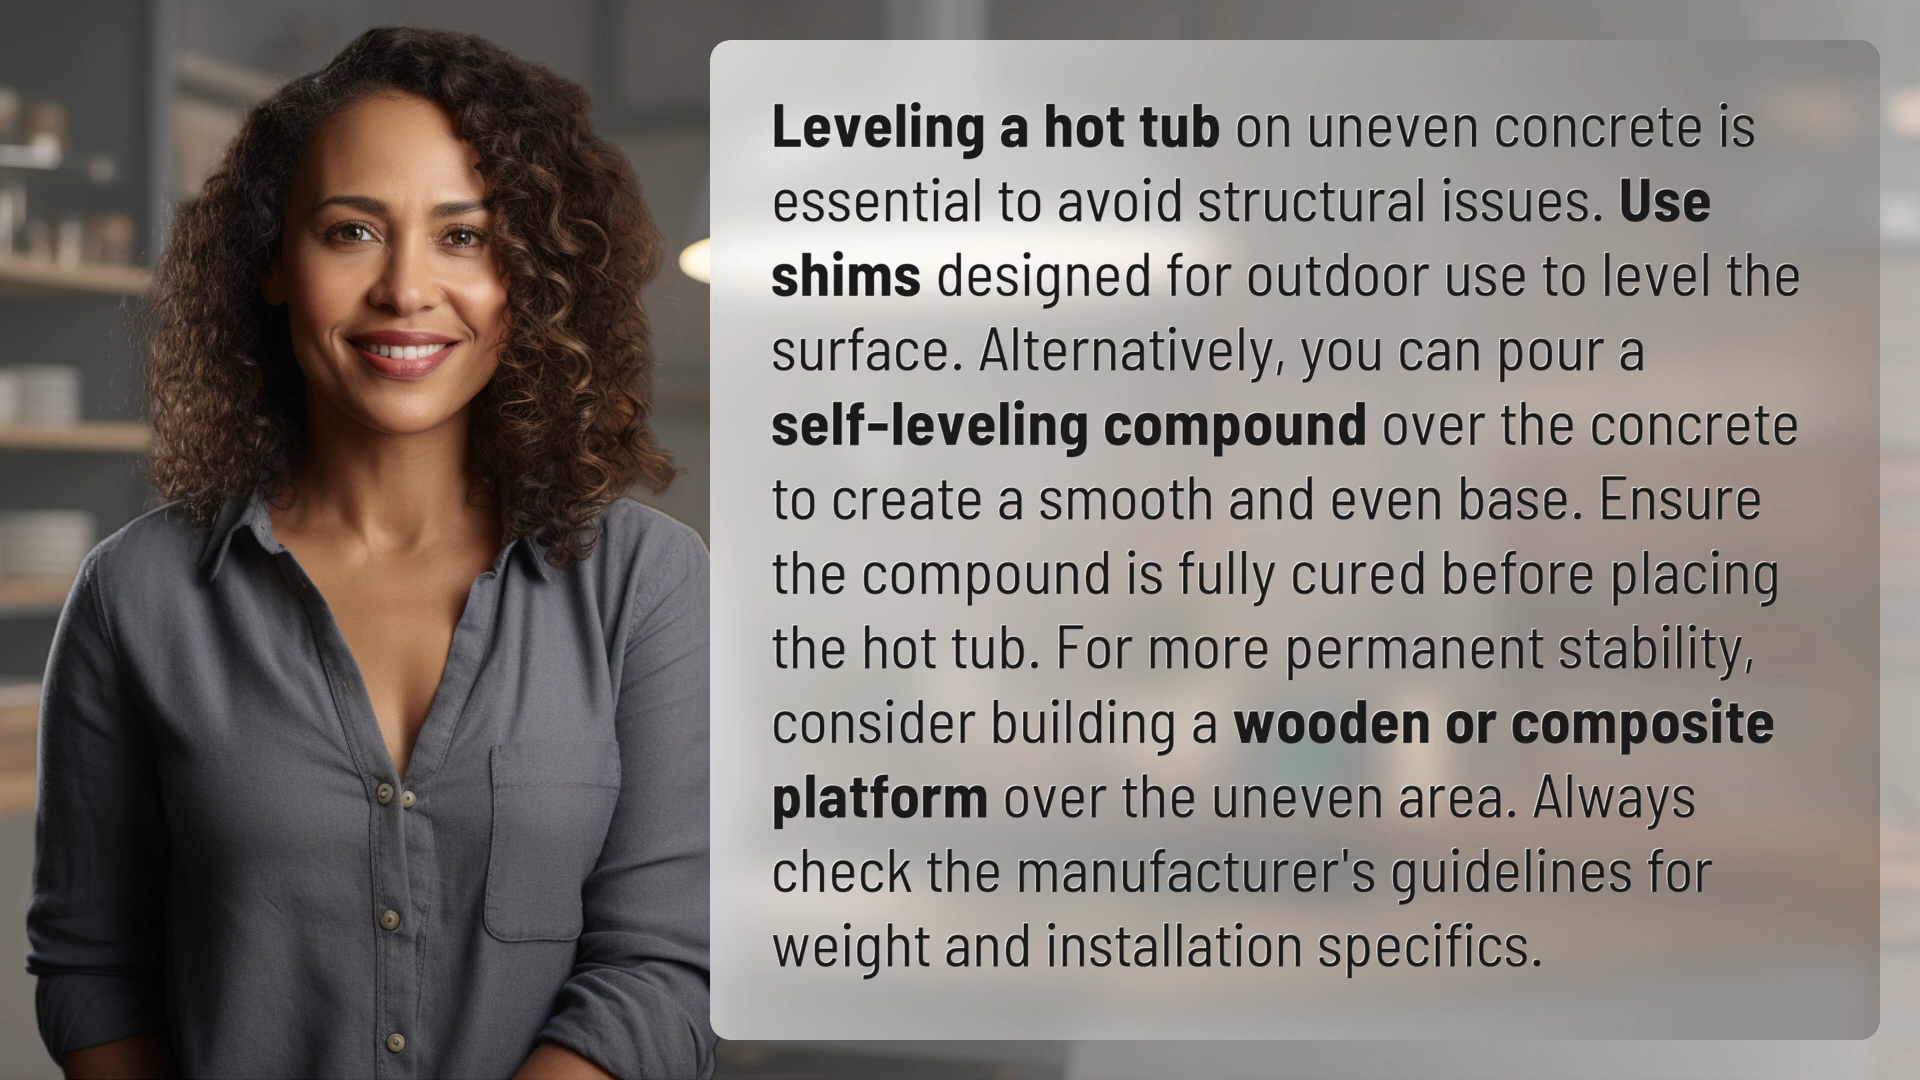 Leveling a hot tub on uneven concrete is
essential to avoid structural issues. Use
shims designed for outdoor use to level the
surface. Alternatively, you can pour a
self-leveling compound over the concrete
to create a smooth and even base. Ensure
the compound is fully cured before placing
the hot tub. For more permanent stability,
consider building a wooden or composite
platform over the uneven area. Always
check the manufacturer's guidelines for
weight and installation specifics.